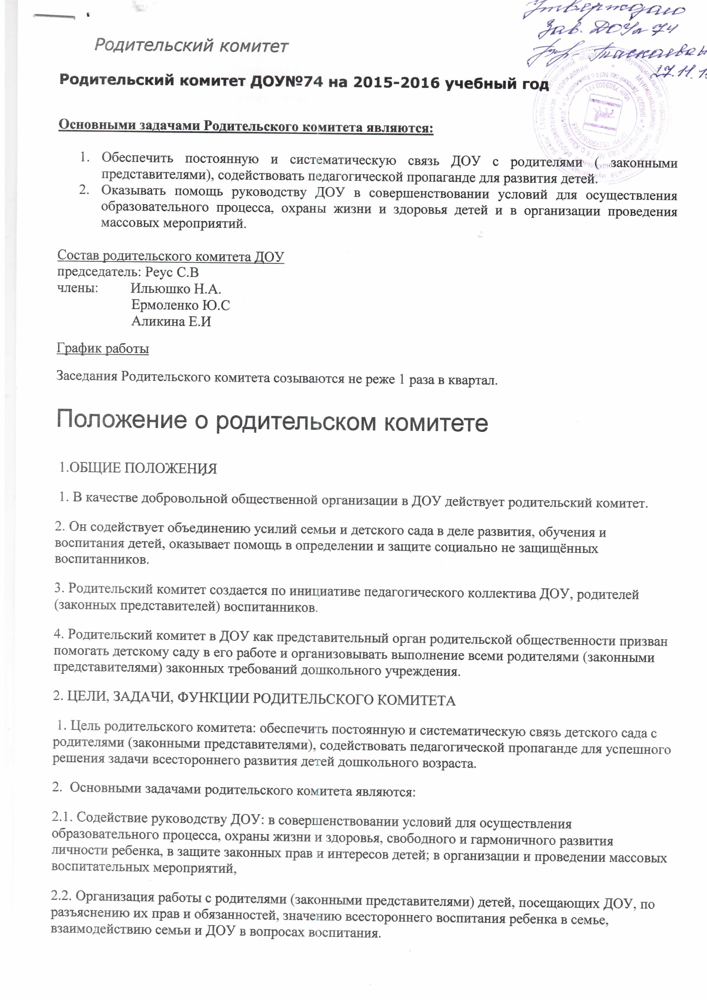 Утверждаю
Зав. ДОУ№ 74
27.11.1
Родительский комитет
Родительский комитет ДОУ№74 на 2015-2016 учебный год
Основными задачами Родительского комитета являются:
1. Обеспечить постоянную и систематическую связь ДОУ с родителями ( законными
представителями), содействовать педагогической пропаганде для развития детей.
2. Оказывать помощь руководству ДОУ в совершенствовании условий для осуществления
образовательного процесса, охраны жизни и здоровья детей и в организации проведения
массовых мероприятий.
Состав родительского комитета ДОУ
председатель: Реус С.В
члены: Ильюшко Н.А.
Ермоленко Ю.С
Аликина Е.И
График работы
Заседания Родительского комитета созываются не реже 1 раза в квартал.
Положение о родительском комитете
1.ОБЩИЕ ПОЛОЖЕНИЯ
1. В качестве добровольной общественной организации в ДОУ действует родительский комитет.
2. Он содействует объединению усилий семьи и детского сада в деле развития, обучения и
воспитания детей, оказывает помощь в определении и защите социально не защищённых
воспитанников.
3. Родительский комитет создается по инициативе педагогического коллектива ДОУ, родителей
(законных представителей) воспитанников.
4. Родительский комитет в ДОУ как представительный орган родительской общественности призван
помогать детскому саду в его работе и организовывать выполнение всеми родителями (законными
представителями) законных требований дошкольного учреждения.
2. ЦЕЛИ, ЗАДАЧИ, ФУНКЦИИ РОДИТЕЛЬСКОГО КОМИТЕТА
1. Цель родительского комитета: обеспечить постоянную и систематическую связь детского сада с
родителями (законными представителями), содействовать педагогической пропаганде для успешного
решения задачи всестороннего развития детей дошкольного возраста.
2. Основными задачами родительского комитета являются:
2.1. Содействие руководству ДОУ: в совершенствовании условий для осуществления
образовательного процесса, охраны жизни и здоровья, свободного и гармоничного развития
личности ребенка, в защите законных прав и интересов детей; в организации и проведении массовых
воспитательных мероприятий,
2.2. Организация работы с родителями (законными представителями) детей, посещающих ДОУ, по
разъяснению их прав и обязанностей, значению всестороннего воспитания ребенка в семье,
взаимодействию семьи и ДОУ в вопросах воспитания.